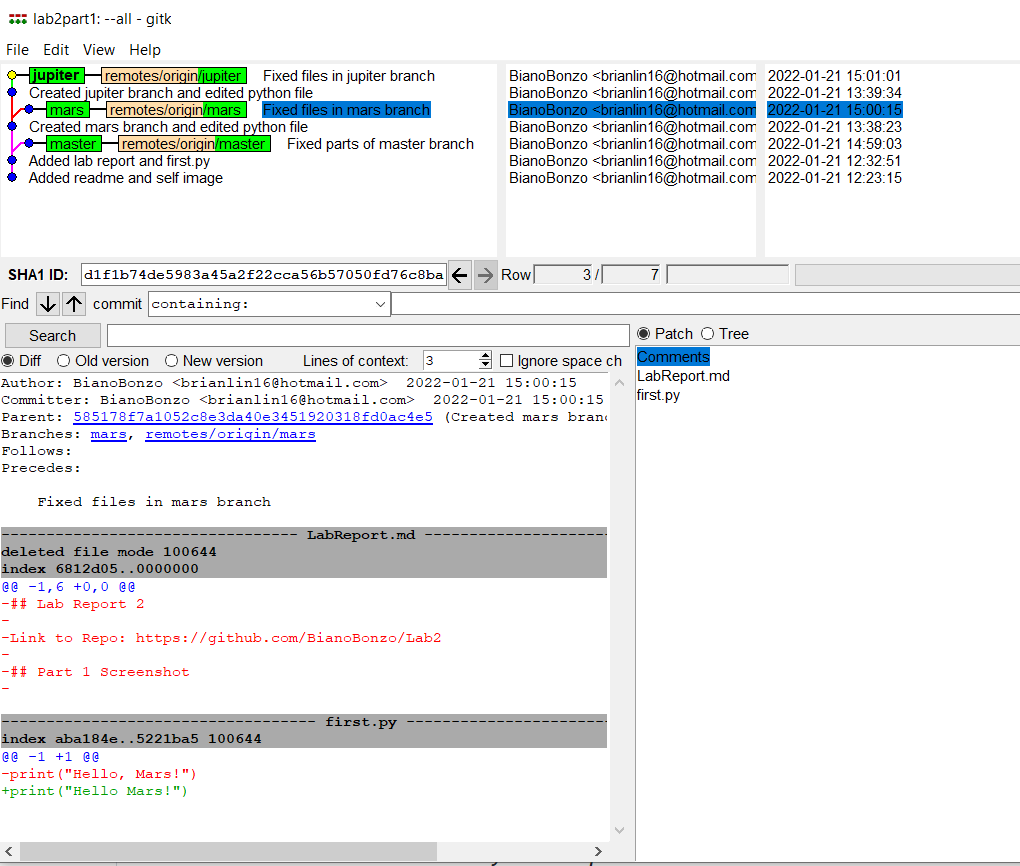 lab2part1: --all - gitk
File Edit View Help
jupiter remotes/origin/jupiter Fixed files in jupiter branch BianoBonzo <brianlin16@hotmail.com 2022-01-21 15:01:01
Created jupiter branch and edited python file BianoBonzo <brianlin16@hotmail.com 2022-01-21 13:39:34
mars remotes/origin/mars Fixed files in mars branch BianoBonzo <brianlin16@hotmail.com 2022-01-21 15:00:15
Created mars branch and edited python file BianoBonzo <brianlin16@hotmail.com 2022-01-21 13:38:23
master remotes/origin/master Fixed parts of master branch BianoBonzo <brianlin16@hotmail.com 2022-01-21 14:59:03
Added lab report and first.py BianoBonzo <brianlin16@hotmail.com 2022-01-21 12:32:51
Added readme and self image BianoBonzo <brianlin16@hotmail.com 2022-01-21 12:23:15
SHA1 ID: d1f1b74de5983a45a2f22cca56b57050fd76c8ba Row 3 / 7
Find commit containing:
Search
Diff Old version New version Lines of context: 3 Ignore space ch
Author: BianoBonzo <brianlin16@hotmail.com> 2022-01-21 15:00:15
Committer: BianoBonzo <brianlin16@hotmail.com> 2022-01-21 15:00:15
Parent: 585178f7a1052c8e3da40e3451920318fd0ac4e5 (Created mars branc
Branches: mars, remotes/origin/mars
Follows:
Precedes:
Fixed files in mars branch
--------------------------------- LabReport.md ---------------------
deleted file mode 100644
index 6812d05..0000000
@@ -1,6 +0,0 @@
-## Lab Report 2
-
-Link to Repo: https://github.com/BianoBonzo/Lab2
-
-## Part 1 Screenshot
-
----------------------------------- first.py -----------------------
index aba184e..5221ba5 100644
@@ -1 +1 @@
-print("Hello, Mars!")
+print("Hello Mars!")
Patch Tree
Comments
LabReport.md
first.py